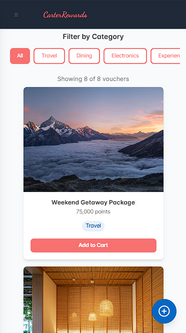 CarterRewards
Filter by Category
All Travel Dining Electronics Experien
Showing 8 of 8 vouchers
Weekend Getaway Package
75,000 points
Travel
Add to Cart